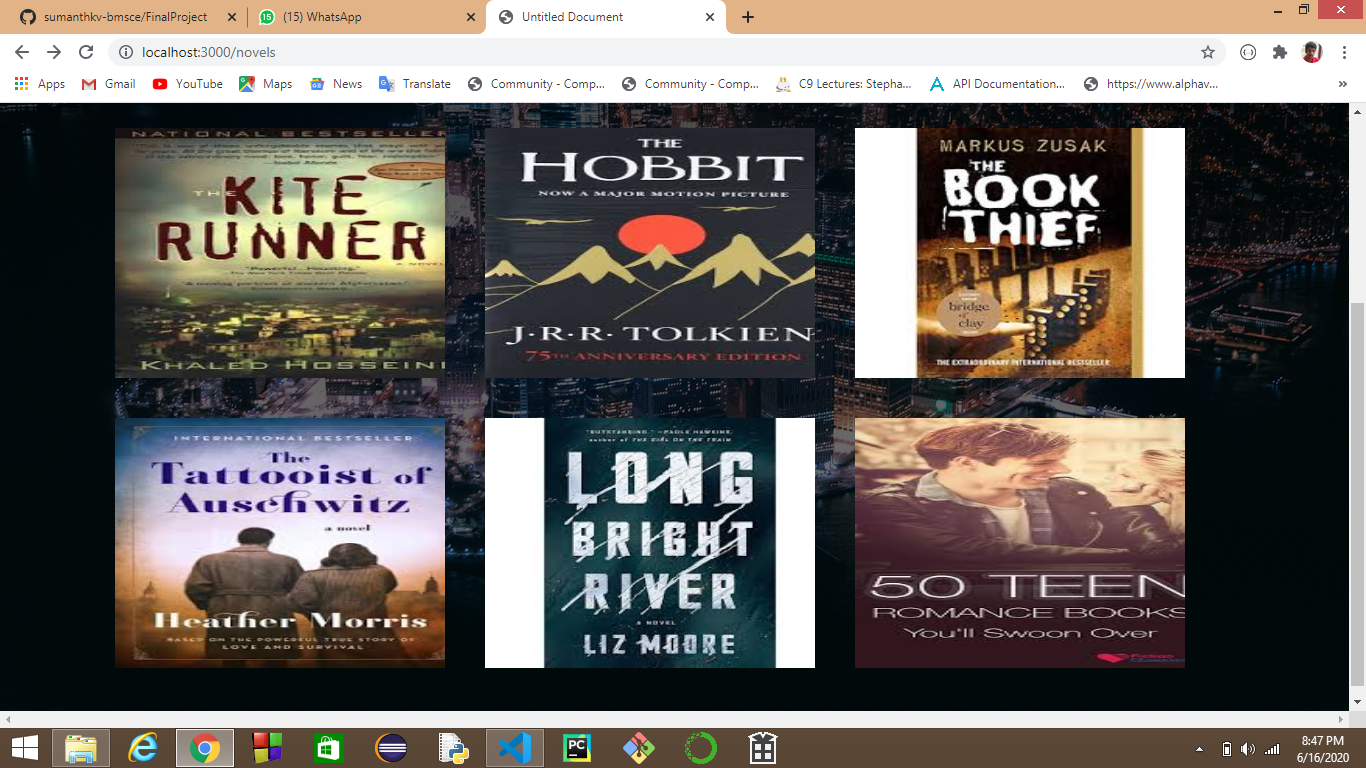 sumanthkv-bmsce/FinalProject
(15) WhatsApp
Untitled Document
localhost:3000/novels
Apps
Gmail
YouTube
Maps
News
Translate
Community - Comp...
Community - Comp...
C9 Lectures: Stepha...
API Documentation...
https://www.alphav...
»
NATIONAL BESTSELLER
THE
KITE
RUNNER
A NOVEL
"Powerful... Haunting."
KHALED HOSSEINI
THE
HOBBIT
NOW A MAJOR MOTION PICTURE
J·R·R·TOLKIEN
75TH ANNIVERSARY EDITION
MARKUS ZUSAK
THE
BOOK
THIEF
bridge
of
clay
THE EXTRAORDINARY INTERNATIONAL BESTSELLER
INTERNATIONAL BESTSELLER
The
Tattooist of
Auschwitz
a novel
Heather Morris
BASED ON THE POWERFUL TRUE STORY OF
LOVE AND SURVIVAL
"OUTSTANDING." —PAULA HAWKINS,
author of THE GIRL ON THE TRAIN
LONG
BRIGHT
RIVER
A NOVEL
LIZ MOORE
50 TEEN
ROMANCE BOOKS
You'll Swoon Over
PC
8:47 PM
6/16/2020